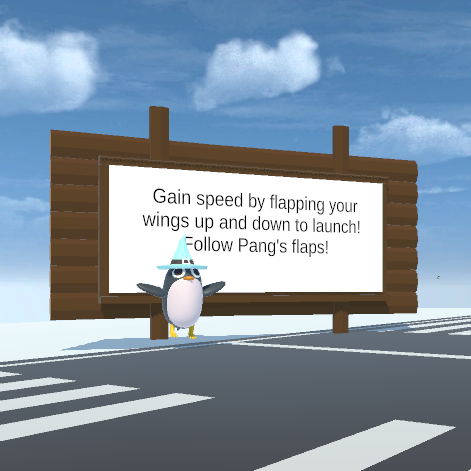 Gain speed by flapping your
wings up and down to launch!
Follow Pang's flaps!